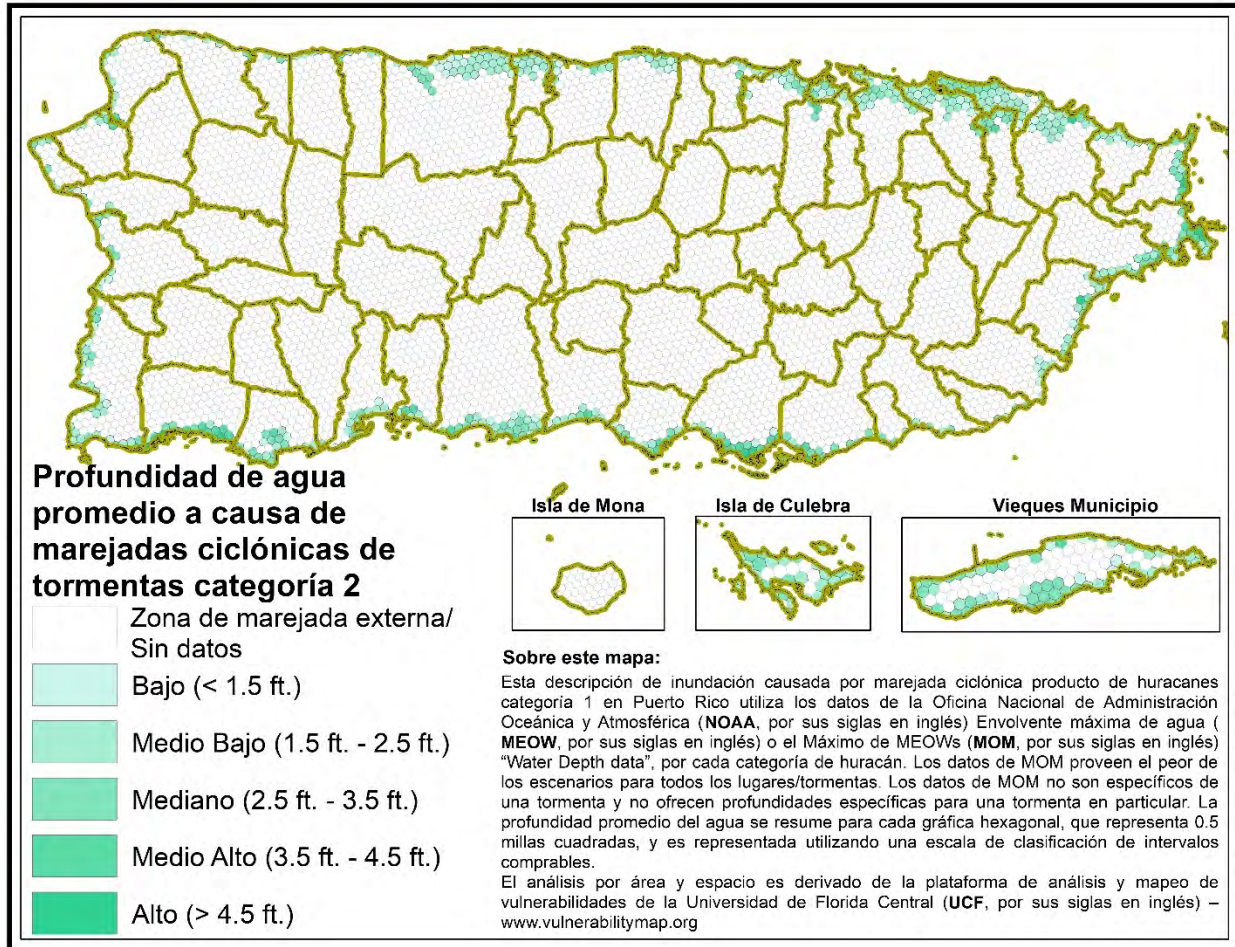 Profundidad de agua
promedio a causa de
marejadas ciclónicas de
tormentas categoría 2
Zona de marejada externa/
Sin datos
Bajo (< 1.5 ft.)
Medio Bajo (1.5 ft. - 2.5 ft.)
Mediano (2.5 ft. - 3.5 ft.)
Medio Alto (3.5 ft. - 4.5 ft.)
Alto (> 4.5 ft.)
Isla de Mona
Isla de Culebra
Vieques Municipio
Sobre este mapa:
Esta descripción de inundación causada por marejada ciclónica producto de huracanes
categoría 1 en Puerto Rico utiliza los datos de la Oficina Nacional de Administración
Oceánica y Atmosférica (NOAA, por sus siglas en inglés) Envolvente máxima de agua (
MEOW, por sus siglas en inglés) o el Máximo de MEOWs (MOM, por sus siglas en inglés)
“Water Depth data”, por cada categoría de huracán. Los datos de MOM proveen el peor de
los escenarios para todos los lugares/tormentas. Los datos de MOM no son específicos de
una tormenta y no ofrecen profundidades específicas para una tormenta en particular. La
profundidad promedio del agua se resume para cada gráfica hexagonal, que representa 0.5
millas cuadradas, y es representada utilizando una escala de clasificación de intervalos
comprables.
El análisis por área y espacio es derivado de la plataforma de análisis y mapeo de
vulnerabilidades de la Universidad de Florida Central (UCF, por sus siglas en inglés) –
www.vulnerabilitymap.org